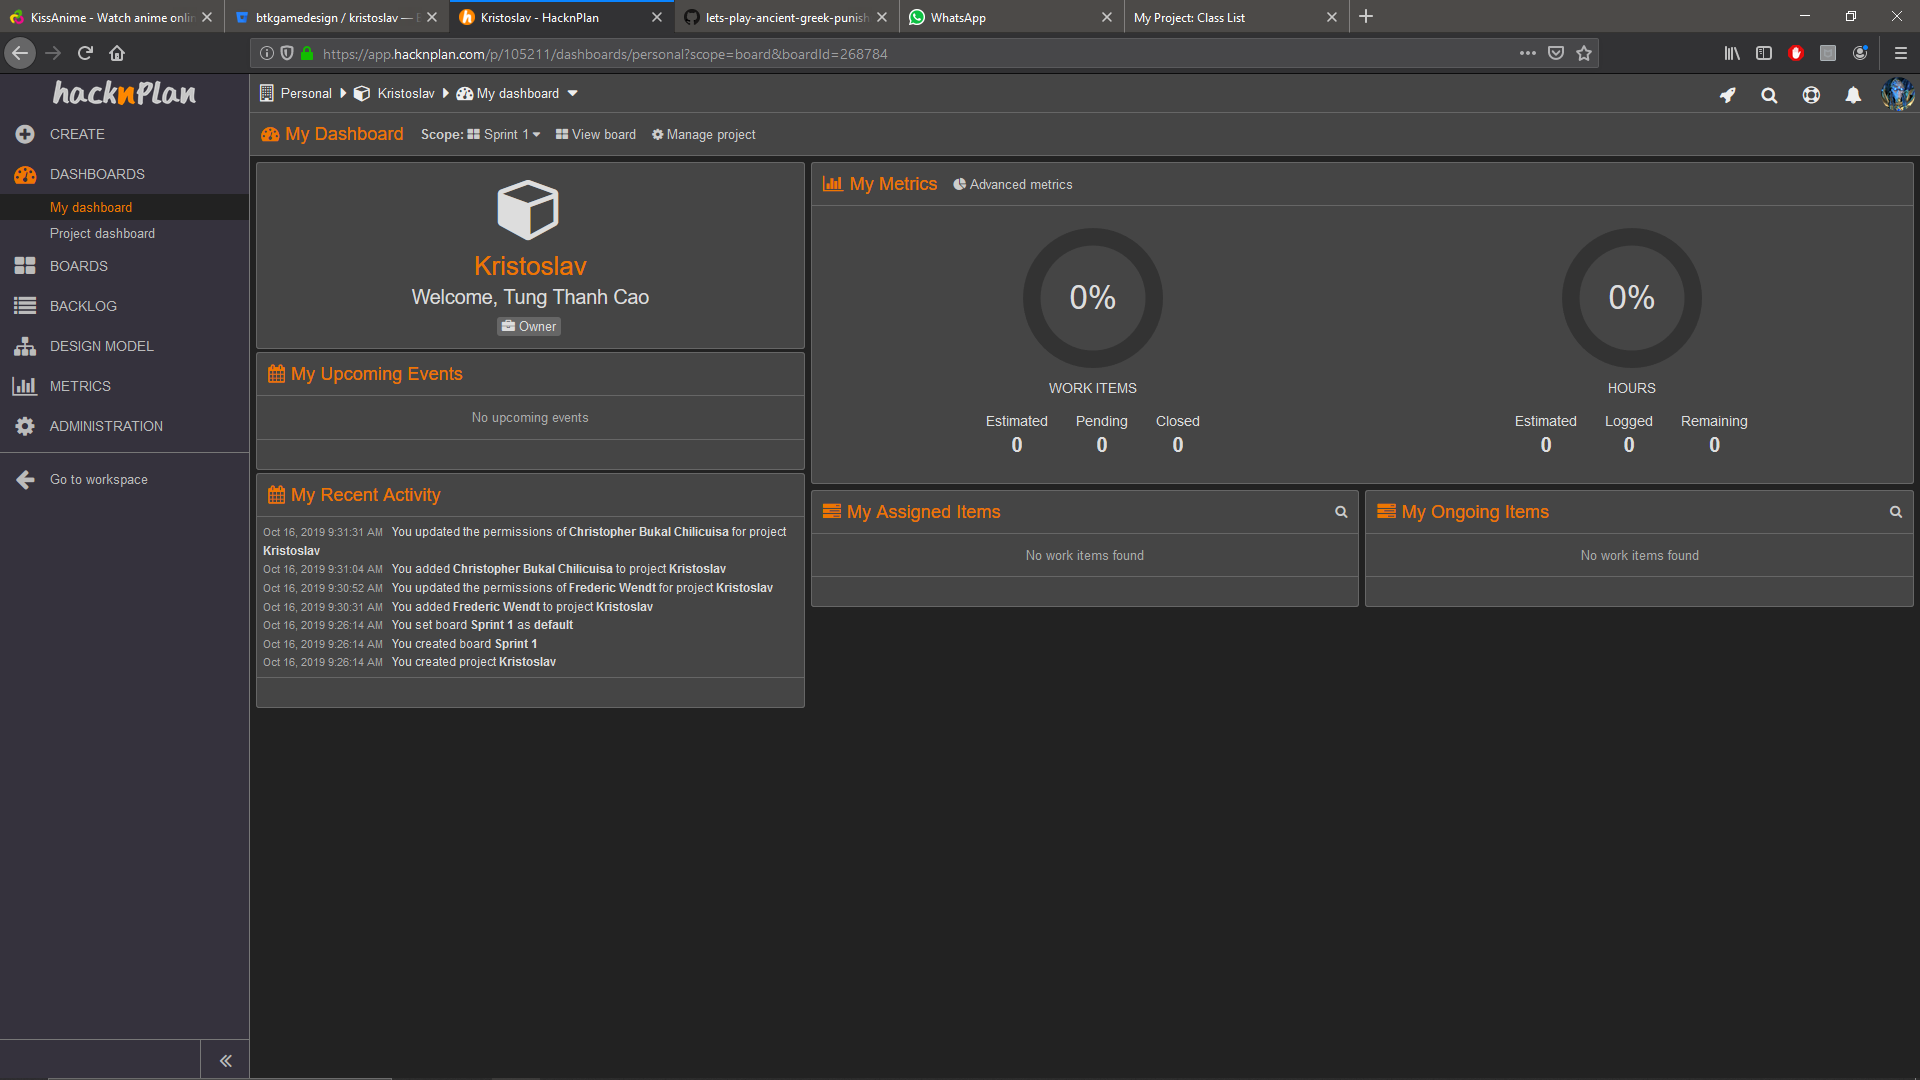 KissAnime - Watch anime onlin
btkgamedesign / kristoslav — B
Kristoslav - HacknPlan
lets-play-ancient-greek-punish
WhatsApp
My Project: Class List
https://app.hacknplan.com/p/105211/dashboards/personal?scope=board&boardId=268784
hacknPlan
Personal
Kristoslav
My dashboard
CREATE
DASHBOARDS
My dashboard
Project dashboard
BOARDS
BACKLOG
DESIGN MODEL
METRICS
ADMINISTRATION
Go to workspace
My Dashboard
Scope: Sprint 1
View board
Manage project
Kristoslav
Welcome, Tung Thanh Cao
Owner
My Upcoming Events
No upcoming events
My Recent Activity
Oct 16, 2019 9:31:31 AM You updated the permissions of Christopher Bukal Chilicuisa for project
Kristoslav
Oct 16, 2019 9:31:04 AM You added Christopher Bukal Chilicuisa to project Kristoslav
Oct 16, 2019 9:30:52 AM You updated the permissions of Frederic Wendt for project Kristoslav
Oct 16, 2019 9:30:31 AM You added Frederic Wendt to project Kristoslav
Oct 16, 2019 9:26:14 AM You set board Sprint 1 as default
Oct 16, 2019 9:26:14 AM You created board Sprint 1
Oct 16, 2019 9:26:14 AM You created project Kristoslav
My Metrics
Advanced metrics
0%
WORK ITEMS
Estimated Pending Closed
0 0 0
0%
HOURS
Estimated Logged Remaining
0 0 0
My Assigned Items
No work items found
My Ongoing Items
No work items found